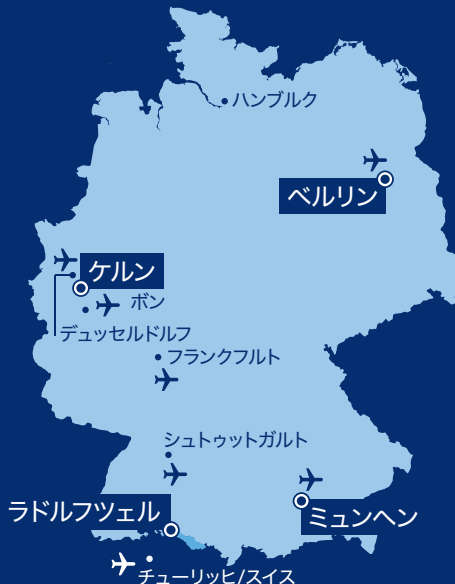 ハンブルク
ベルリン
ケルン
ボン
デュッセルドルフ
フランクフルト
シュトゥットガルト
ラドルフツェル
ミュンヘン
チューリッヒ/スイス